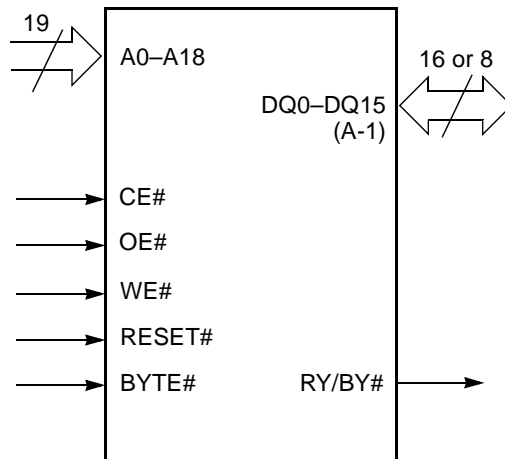 19
A0–A18
16 or 8
DQ0–DQ15
(A-1)
CE#
OE#
WE#
RESET#
BYTE#
RY/BY#